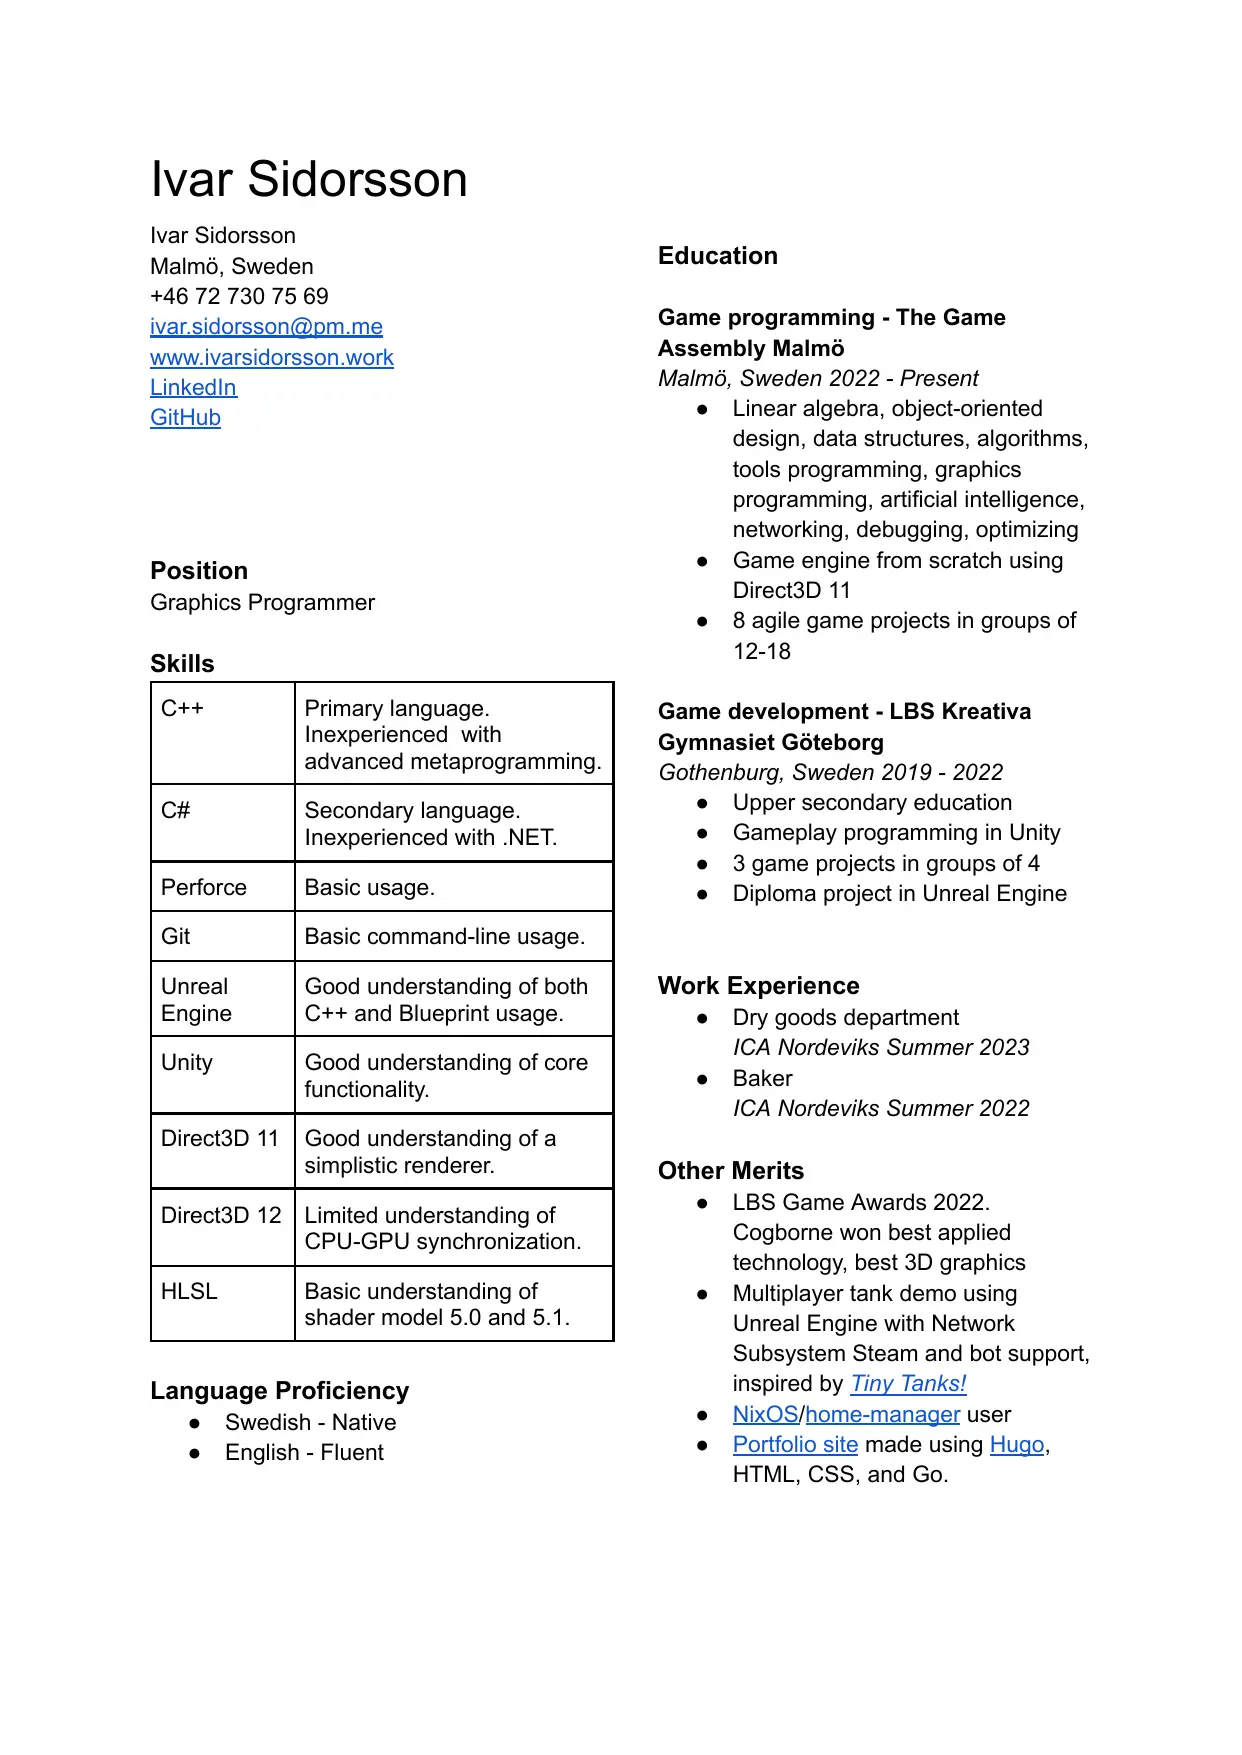 Ivar Sidorsson
Ivar Sidorsson
Malmö, Sweden
+46 72 730 75 69
ivar.sidorsson@pm.me
www.ivarsidorsson.work
LinkedIn
GitHub
Position
Graphics Programmer
Skills
C++ Primary language.
Inexperienced  with
advanced metaprogramming.
C# Secondary language.
Inexperienced with .NET.
Perforce Basic usage.
Git Basic command-line usage.
Unreal Good understanding of both
Engine C++ and Blueprint usage.
Unity Good understanding of core
functionality.
Direct3D 11 Good understanding of a
simplistic renderer.
Direct3D 12 Limited understanding of
CPU-GPU synchronization.
HLSL Basic understanding of
shader model 5.0 and 5.1.
Language Proficiency
● Swedish - Native
● English - Fluent
Education
Game programming - The Game
Assembly Malmö
Malmö, Sweden 2022 - Present
● Linear algebra, object-oriented
design, data structures, algorithms,
tools programming, graphics
programming, artificial intelligence,
networking, debugging, optimizing
● Game engine from scratch using
Direct3D 11
● 8 agile game projects in groups of
12-18
Game development - LBS Kreativa
Gymnasiet Göteborg
Gothenburg, Sweden 2019 - 2022
● Upper secondary education
● Gameplay programming in Unity
● 3 game projects in groups of 4
● Diploma project in Unreal Engine
Work Experience
● Dry goods department
ICA Nordeviks Summer 2023
● Baker
ICA Nordeviks Summer 2022
Other Merits
● LBS Game Awards 2022.
Cogborne won best applied
technology, best 3D graphics
● Multiplayer tank demo using
Unreal Engine with Network
Subsystem Steam and bot support,
inspired by Tiny Tanks!
● NixOS/home-manager user
● Portfolio site made using Hugo,
HTML, CSS, and Go.